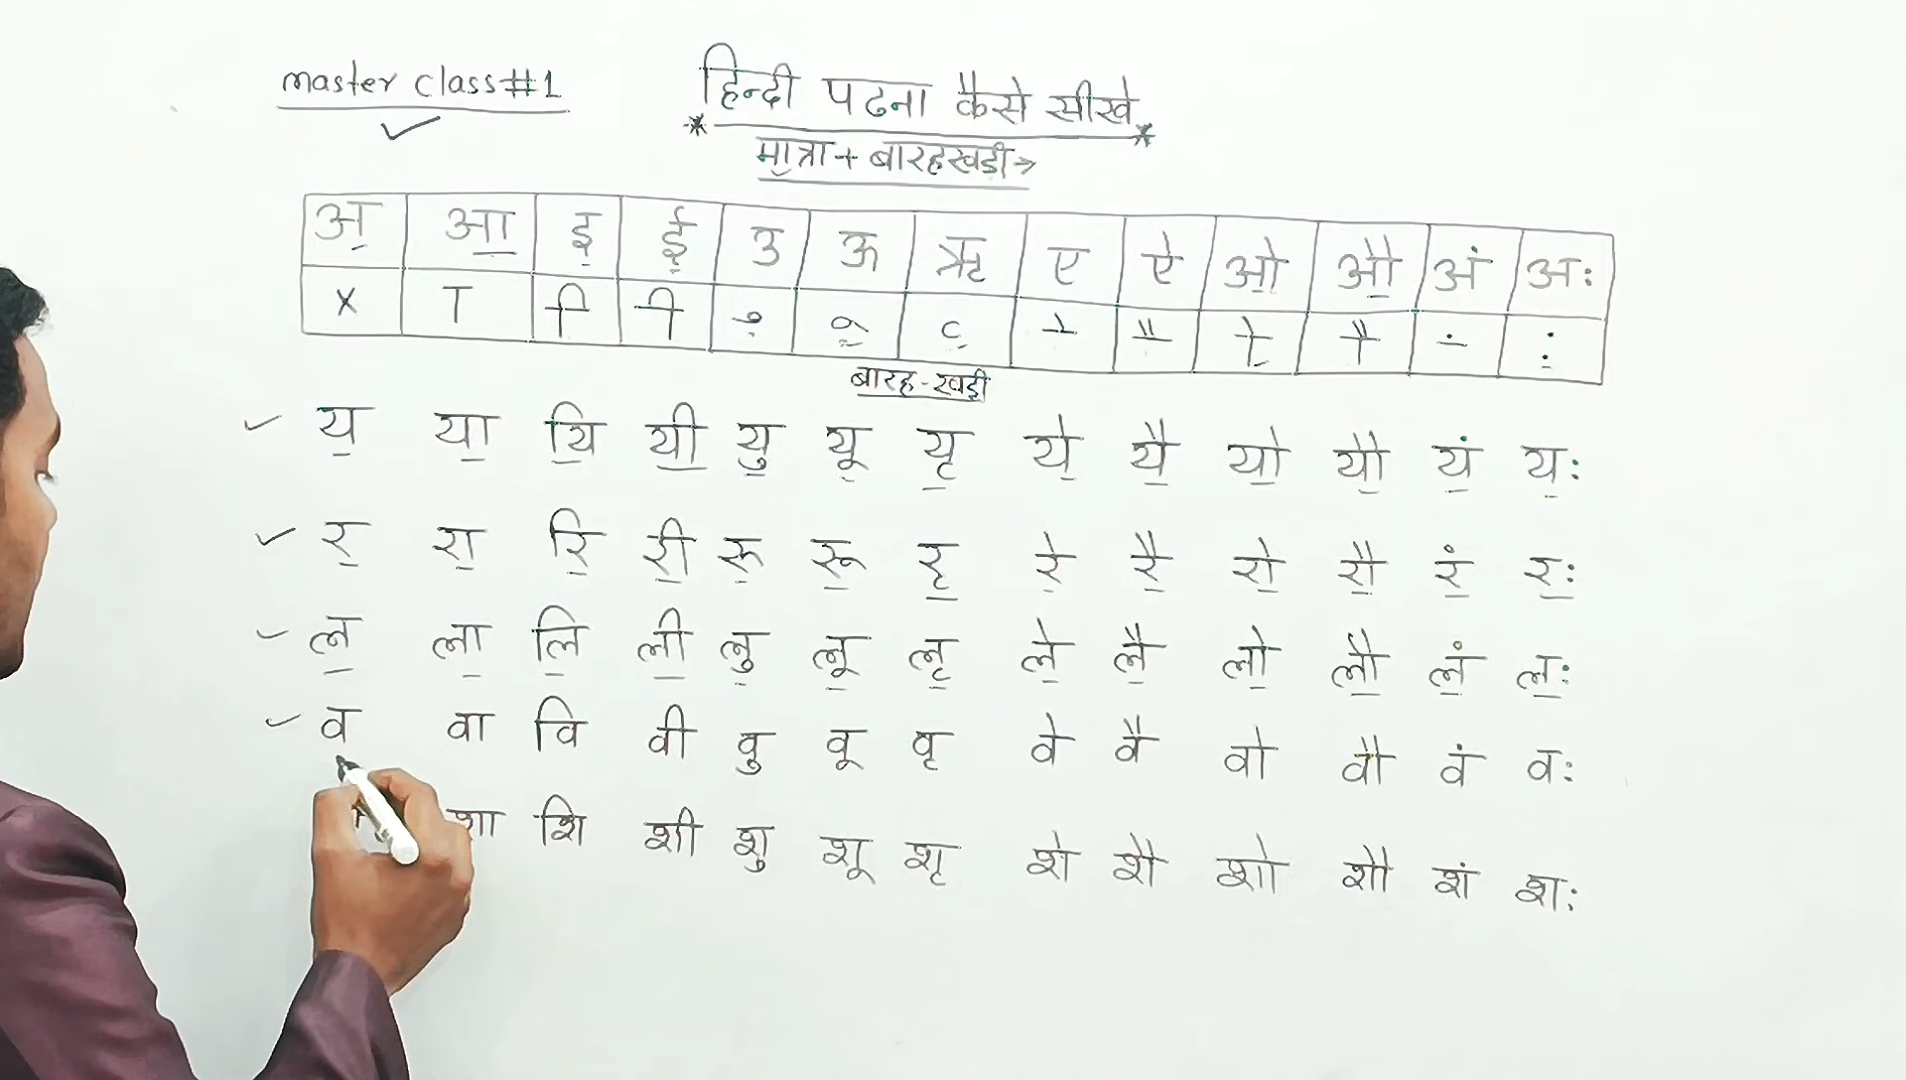 master class #1
हिन्दी पढना कैसे सीखे
मात्रा + बारहखडी →
अ आ इ ई उ ऊ ऋ ए ऐ ओ औ अं अः
x ा ि ी ु ू ृ े ै ो ौ ं ः
बारह-खड़ी
य या यि यी यु यू यृ ये यै यो यौ यं यः
र रा रि री रु रू रृ रे रै रो रौ रं रः
ल ला लि ली लु लू लृ ले लै लो लौ लं लः
व वा वि वी वु वू वृ वे वै वो वौ वं वः
शा शि शी शु शू शृ शे शै शो शौ शं शः